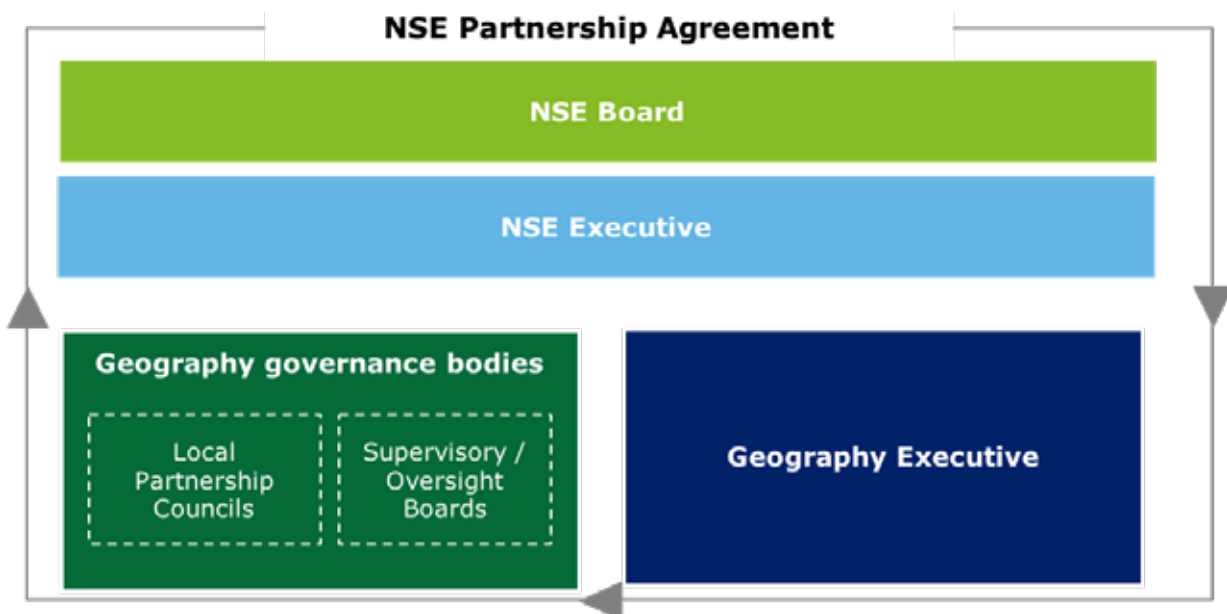 NSE Partnership Agreement
NSE Board
NSE Executive
Geography governance bodies
Local
Partnership
Councils
Supervisory /
Oversight
Boards
Geography Executive